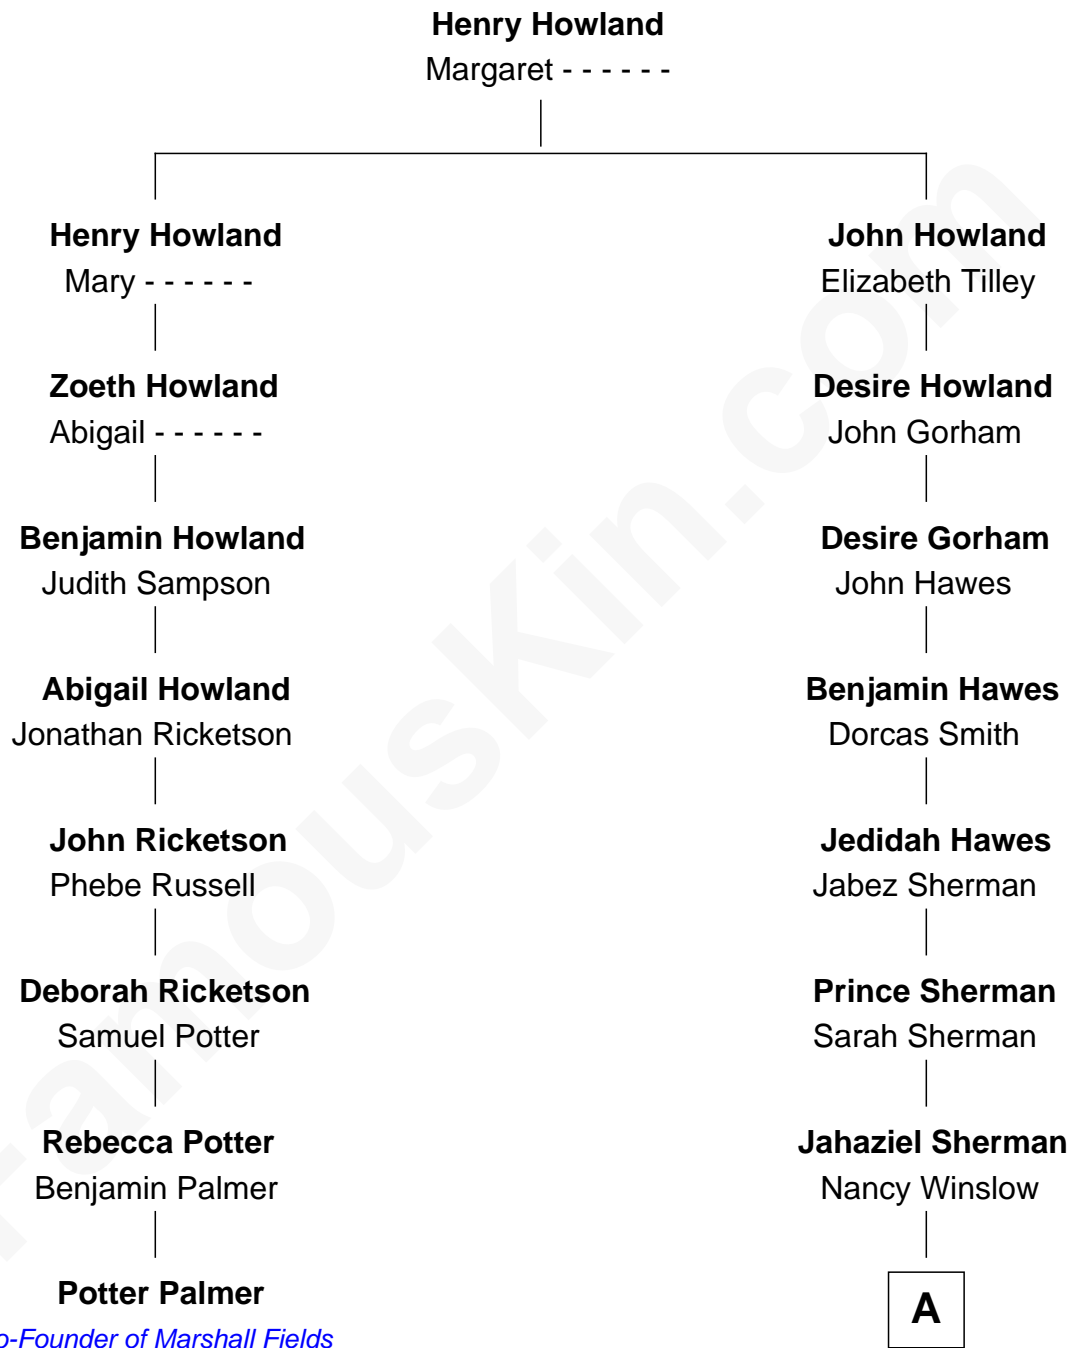 Henry Howland
Margaret - - - - - -
Henry Howland
Mary - - - - - -
John Howland
Elizabeth Tilley
Zoeth Howland
Abigail - - - - - -
Desire Howland
John Gorham
Benjamin Howland
Judith Sampson
Desire Gorham
John Hawes
Abigail Howland
Jonathan Ricketson
Benjamin Hawes
Dorcas Smith
John Ricketson
Phebe Russell
Jedidah Hawes
Jabez Sherman
Deborah Ricketson
Samuel Potter
Prince Sherman
Sarah Sherman
Rebecca Potter
Benjamin Palmer
Jahaziel Sherman
Nancy Winslow
Potter Palmer
o-Founder of Marshall Fields
A
FamousKin.com